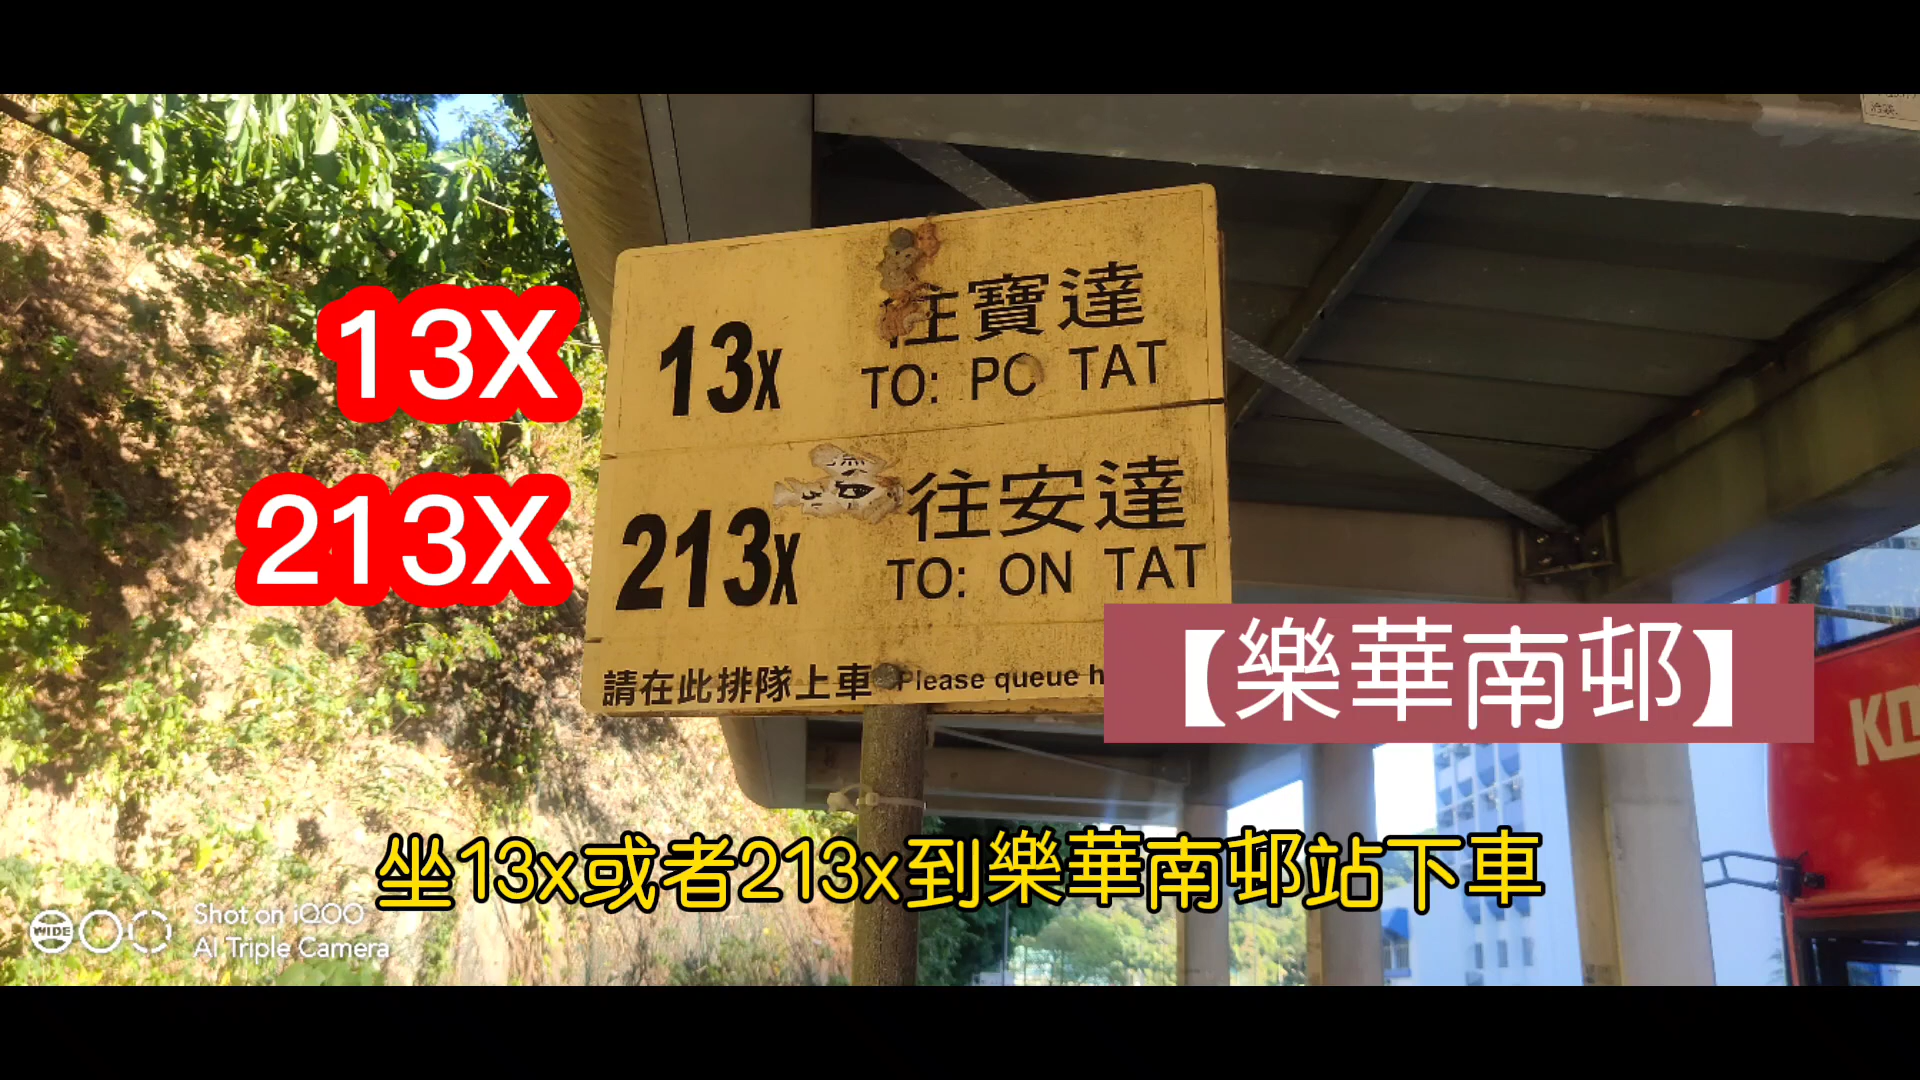 13X
213X
13X
往寶達
TO: PO TAT
213X
往安達
TO: ON TAT
請在此排隊上車 Please queue
【樂華南邨】
坐13x或者213x到樂華南邨站下車
WIDE
Shot on iQOO
AI Triple Camera